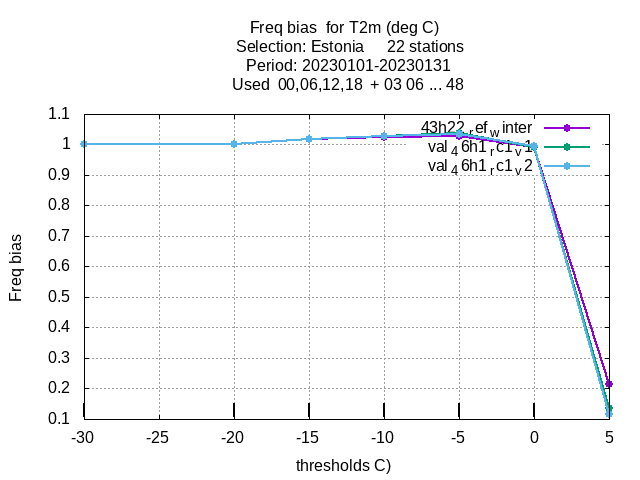 Freq bias  for T2m (deg C)
Selection: Estonia     22 stations
Period: 20230101-20230131
Used  00,06,12,18  + 03 06 ... 48
43h22ref_winter
val_46h1_rc1_v1
val_46h1_rc1_v2
1.1
1
0.9
0.8
0.7
0.6
0.5
0.4
0.3
0.2
0.1
Freq bias
-30 -25 -20 -15 -10 -5 0 5
thresholds C)